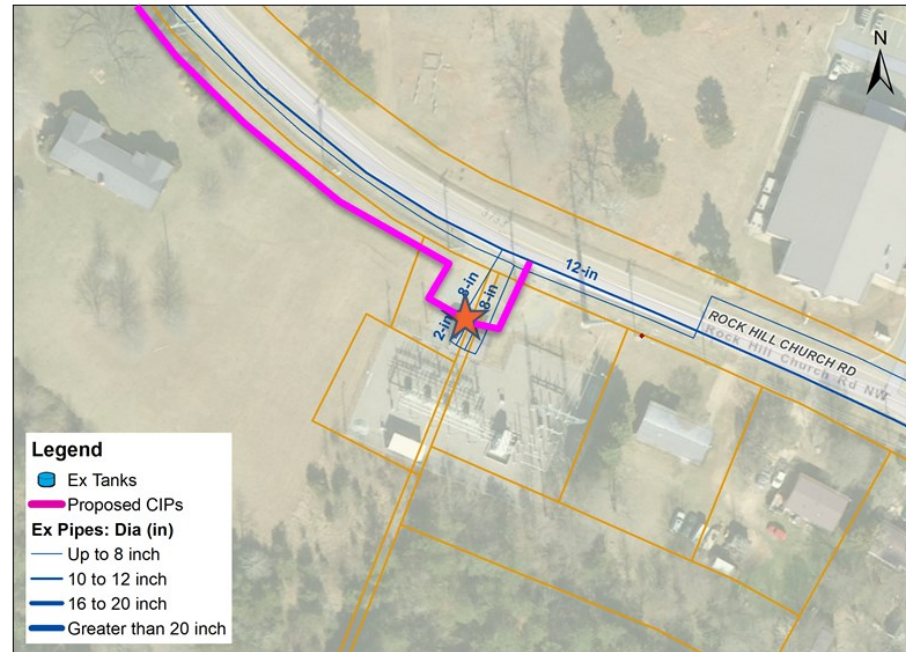 N
3735
12-in
8-in
8-in
2-in
ROCK HILL CHURCH RD
Rock Hill Church Rd NW
Legend
Ex Tanks
Proposed CIPs
Ex Pipes: Dia (in)
Up to 8 inch
10 to 12 inch
16 to 20 inch
Greater than 20 inch